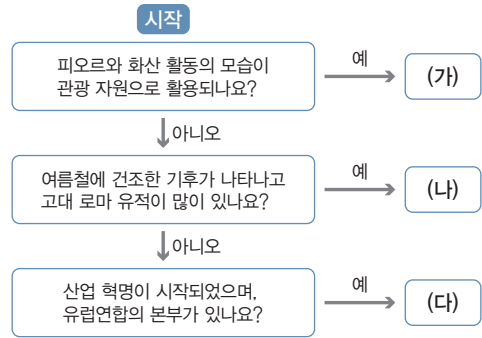 시작
피오르와 화산 활동의 모습이
관광 자원으로 활용되나요?
예
(가)
아니오
여름철에 건조한 기후가 나타나고
고대 로마 유적이 많이 있나요?
예
(나)
아니오
산업 혁명이 시작되었으며,
유럽연합의 본부가 있나요?
예
(다)